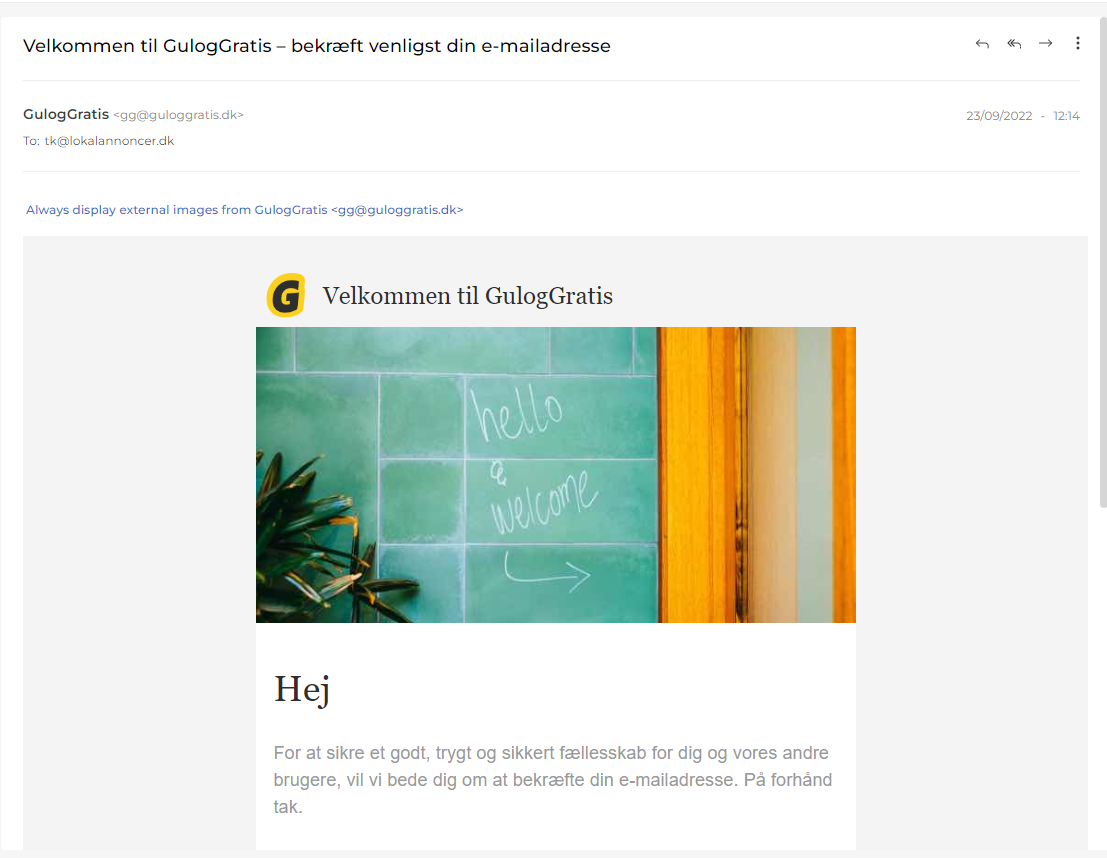 Velkommen til GulogGratis – bekræft venligst din e-mailadresse
GulogGratis <gg@guloggratis.dk>
23/09/2022 - 12:14
To: tk@lokalannoncer.dk
Always display external images from GulogGratis <gg@guloggratis.dk>
G Velkommen til GulogGratis
hello
&
welcome
Hej
For at sikre et godt, trygt og sikkert fællesskab for dig og vores andre
brugere, vil vi bede dig om at bekræfte din e-mailadresse. På forhånd
tak.